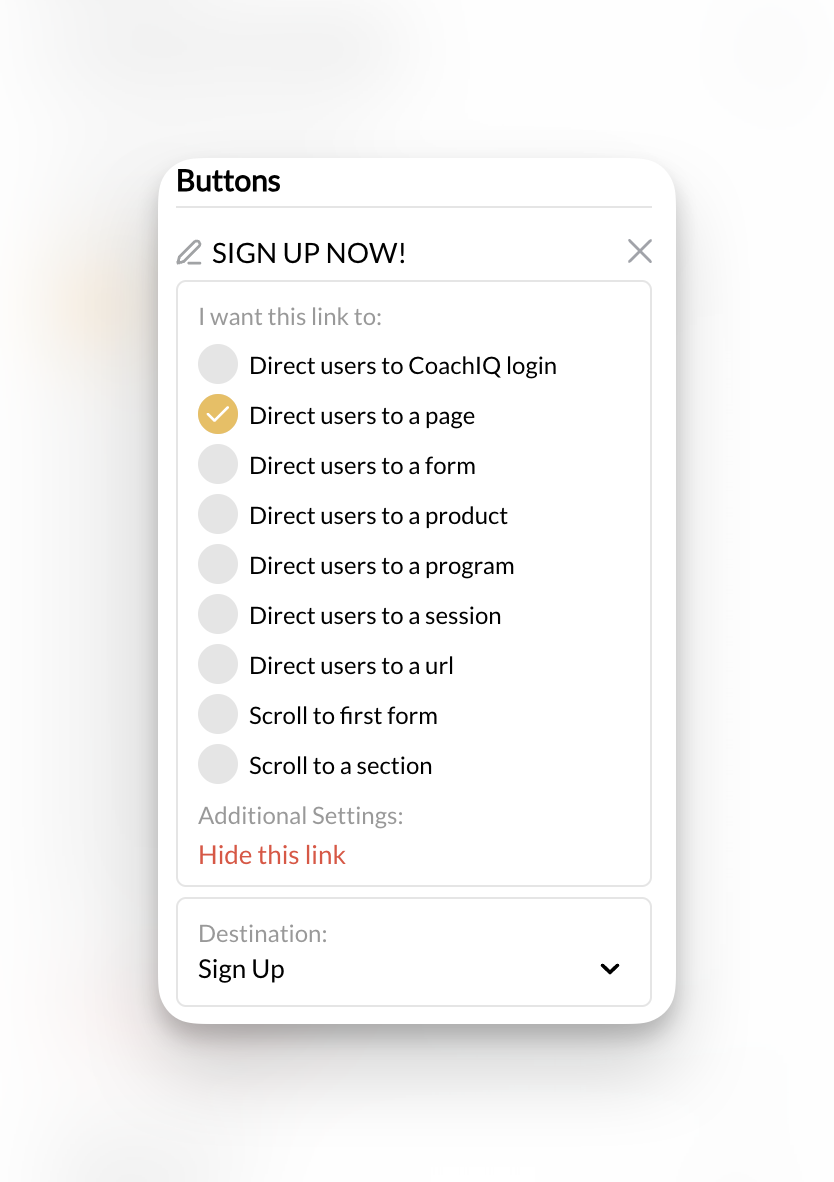 Buttons
SIGN UP NOW!
I want this link to:
Direct users to CoachIQ login
Direct users to a page
Direct users to a form
Direct users to a product
Direct users to a program
Direct users to a session
Direct users to a url
Scroll to first form
Scroll to a section
Additional Settings:
Hide this link
Destination:
Sign Up